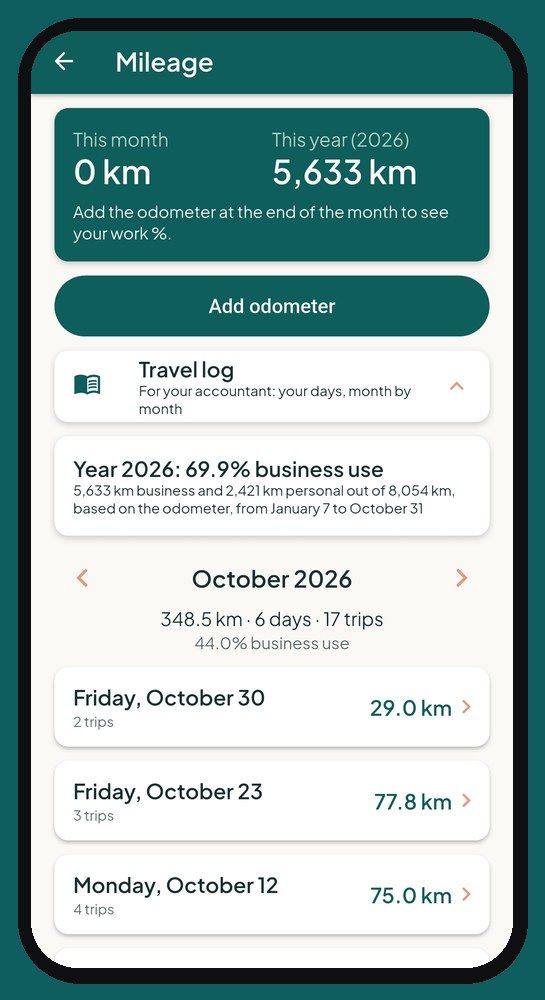 Mileage
This month
This year (2026)
0 km
5,633 km
Add the odometer at the end of the month to see
your work %.
Add odometer
Travel log
For your accountant: your days, month by
month
Year 2026: 69.9% business use
5,633 km business and 2,421 km personal out of 8,054 km,
based on the odometer, from January 7 to October 31
October 2026
348.5 km · 6 days · 17 trips
44.0% business use
Friday, October 30
29.0 km
2 trips
Friday, October 23
77.8 km
3 trips
Monday, October 12
75.0 km
4 trips